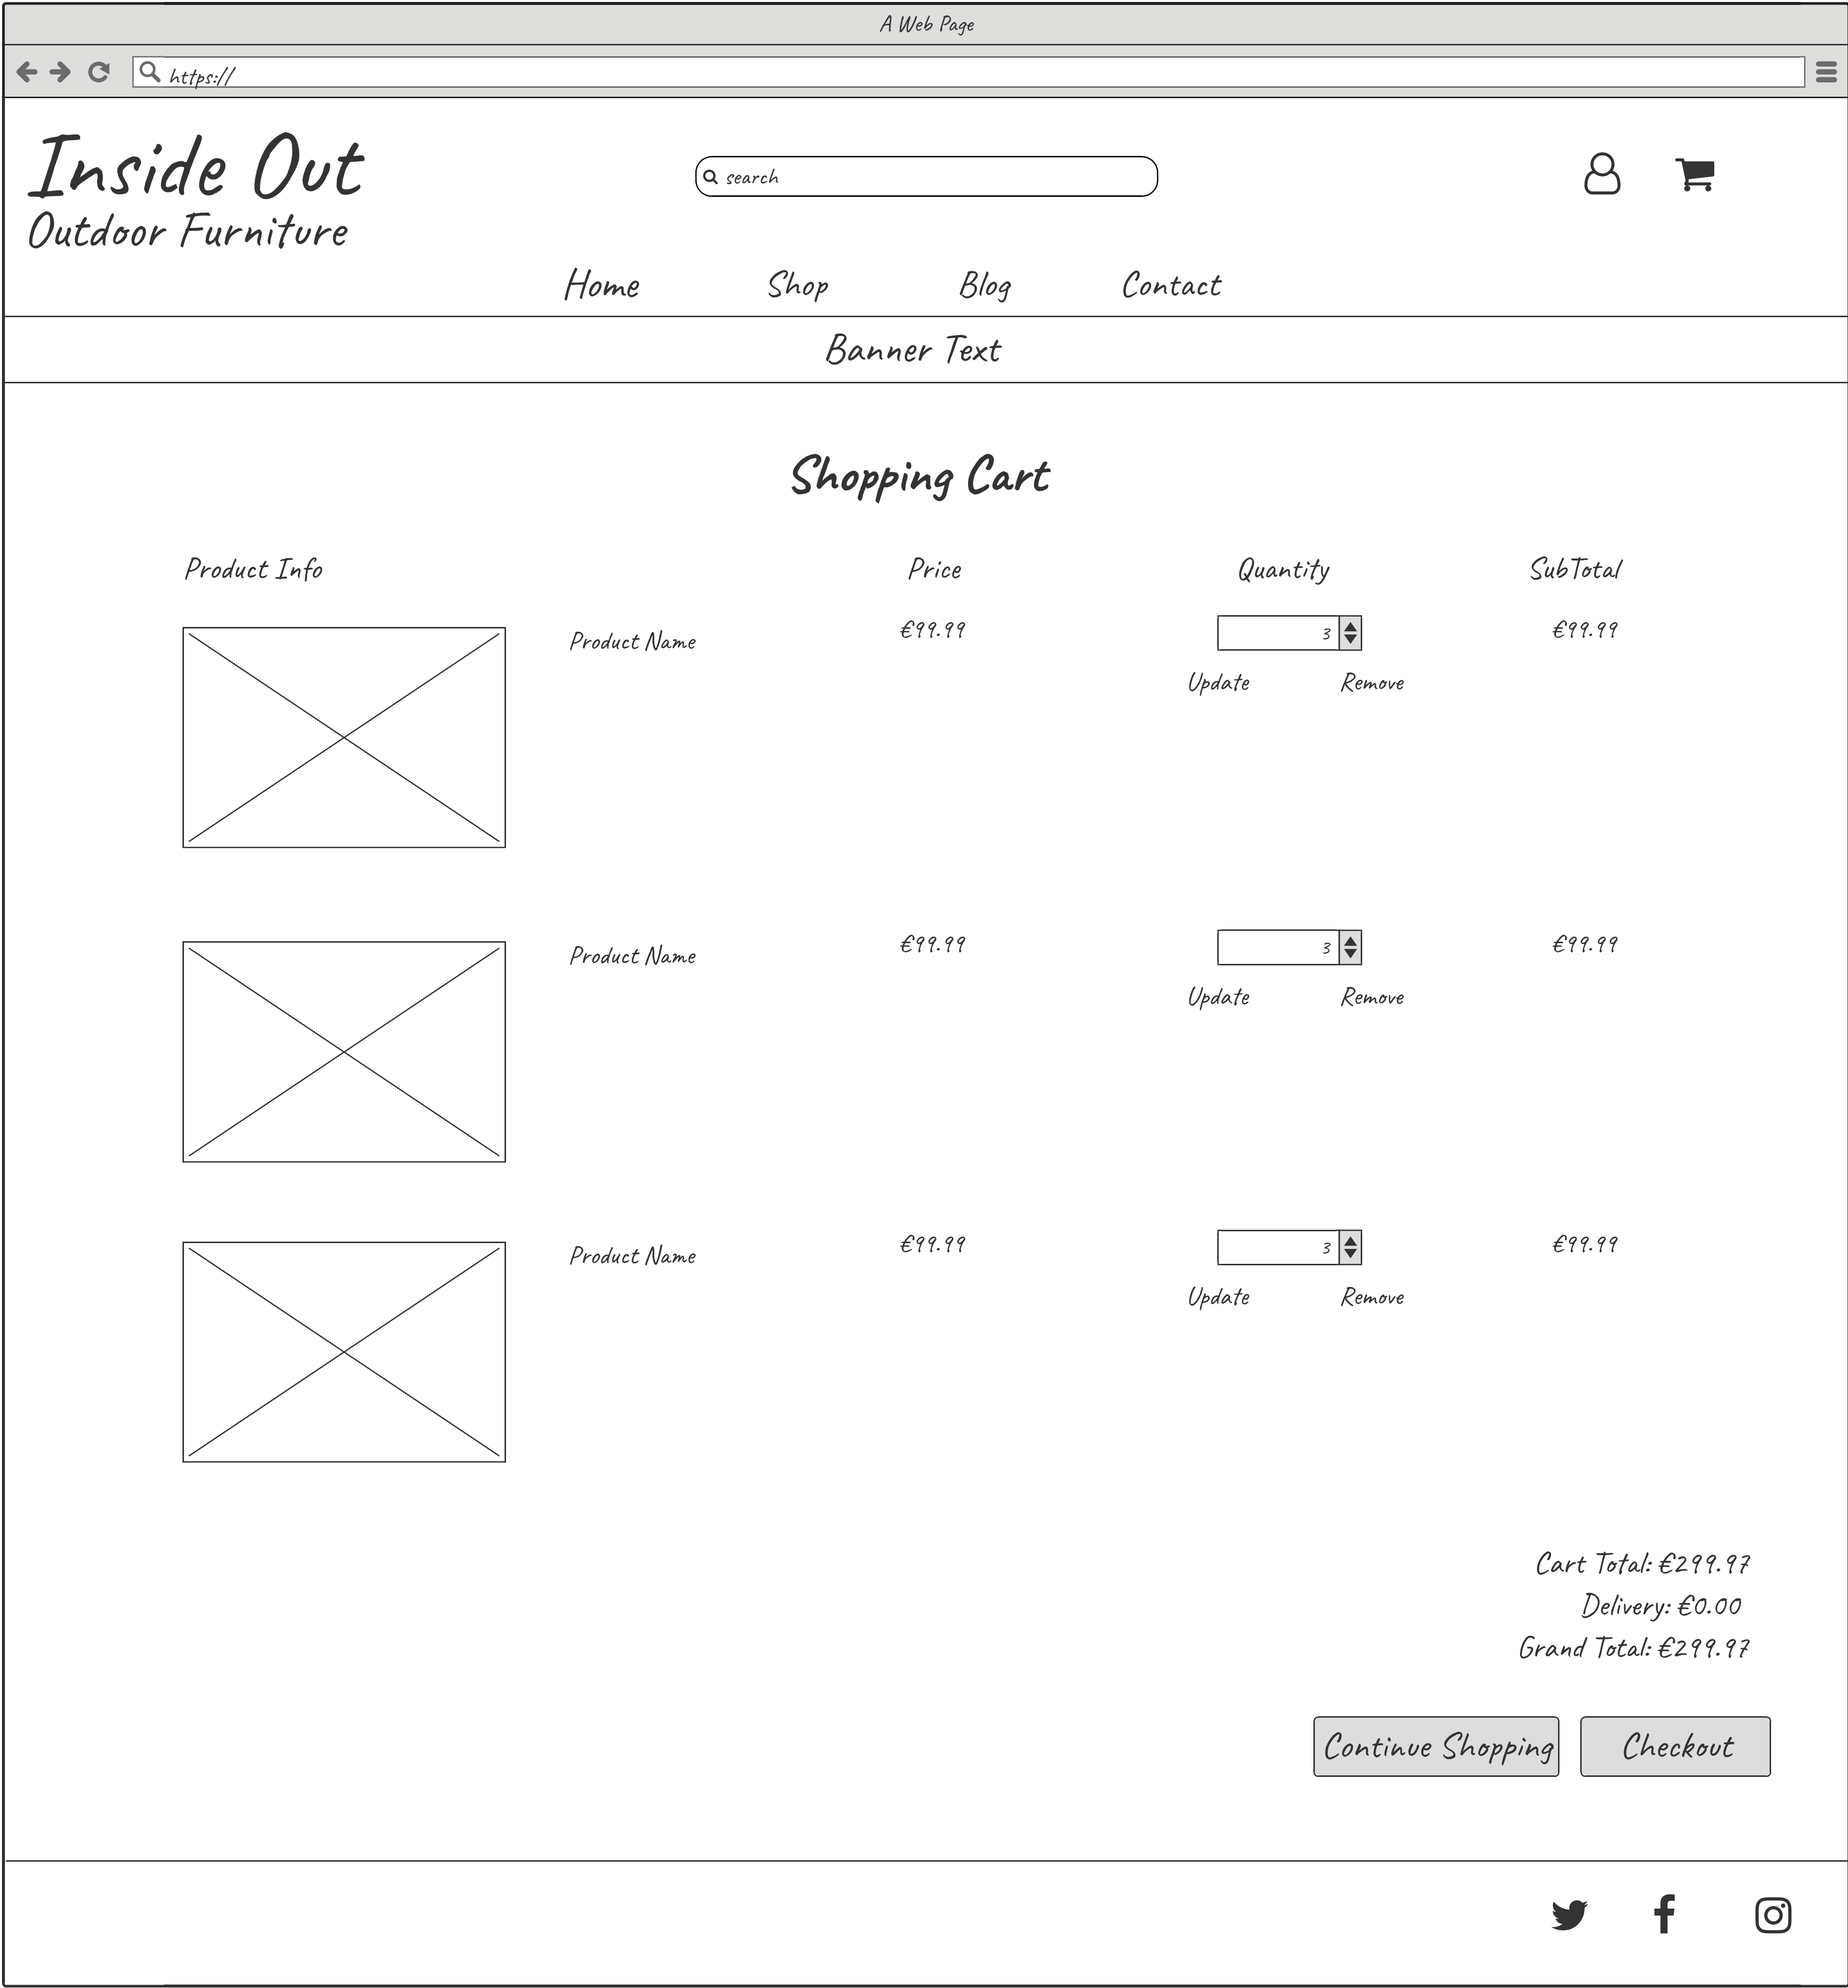 A Web Page
https://
Inside Out
Outdoor Furniture
search
Home Shop Blog Contact
Banner Text
Shopping Cart
Product Info Price Quantity SubTotal
Product Name €99.99 3 €99.99
Update Remove
Product Name €99.99 3 €99.99
Update Remove
Product Name €99.99 3 €99.99
Update Remove
Cart Total: €299.97
Delivery: €0.00
Grand Total: €299.97
Continue Shopping Checkout